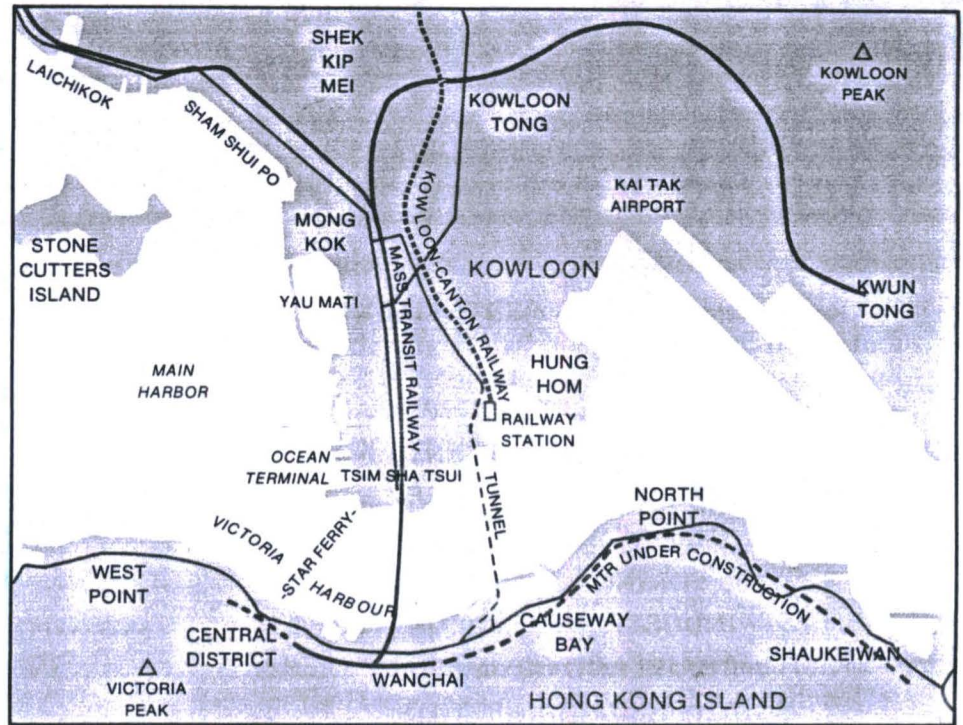 SHEK
KIP
MEI
KOWLOON
PEAK
LAICHIKOK
KOWLOON
TONG
SHAM SHUI PO
KAI TAK
AIRPORT
MONG
KOK
STONE
CUTTERS
ISLAND
KOWLOON-CANTON RAILWAY
KOWLOON
MASS TRANSIT RAILWAY
YAU MATI
KWUN
TONG
MAIN
HARBOR
HUNG
HOM
RAILWAY
STATION
OCEAN
TERMINAL
TSIM SHA TSUI
TUNNEL
NORTH
POINT
VICTORIA
HARBOUR
-STAR FERRY-
MTR UNDER CONSTRUCTION
WEST
POINT
CENTRAL
DISTRICT
CAUSEWAY
BAY
WANCHAI
SHAUKEIWAN
VICTORIA
PEAK
HONG KONG ISLAND